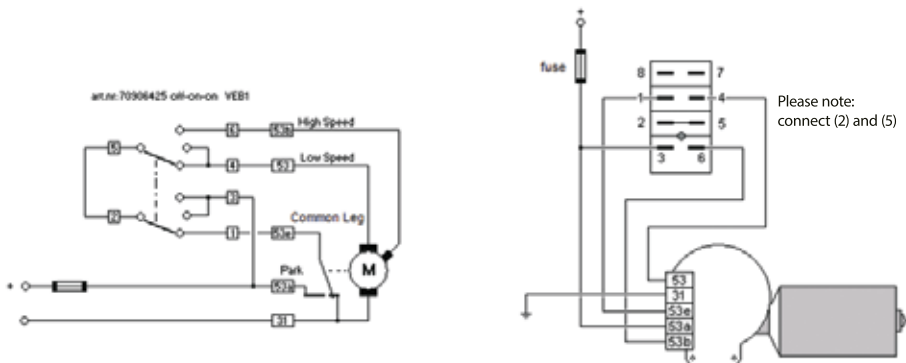 art.nr:70906425 off-on-on VEB1
6 53b High Speed
5
4 53 Low Speed
3
2
Common Leg
1 53e
M
Park
+ 53a
31
+
fuse
8 7
1 4
2 5
3 6
Please note:
connect (2) and (5)
53
31
53e
53a
53b